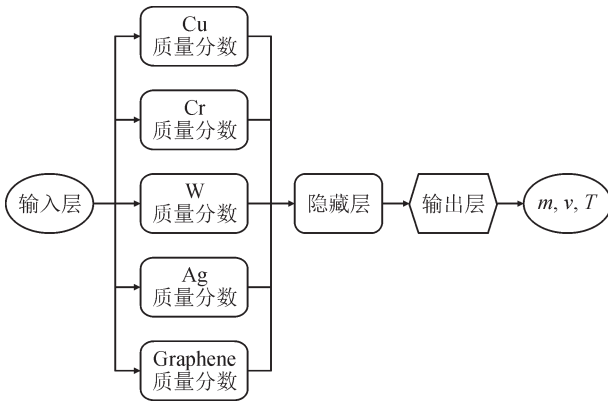 Cu
质量分数
Cr
质量分数
输入层
W
质量分数
隐藏层
输出层
m, v, T
Ag
质量分数
Graphene
质量分数